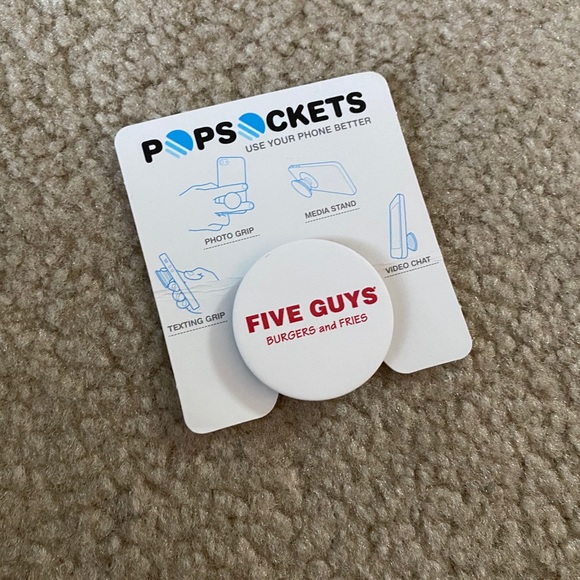 POPSOCKETS
USE YOUR PHONE BETTER
PHOTO GRIP
MEDIA STAND
TEXTING GRIP
VIDEO CHAT
FIVE GUYS®
BURGERS and FRIES